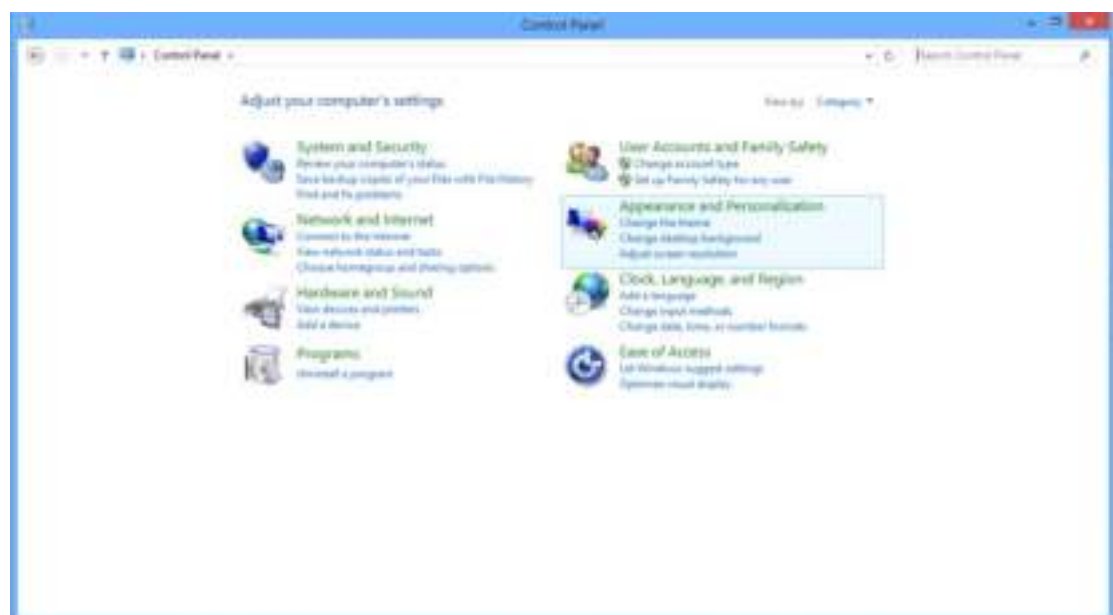 Control Panel
Control Panel
Search Control Panel
Adjust your computer's settings
View by: Category
System and Security
Review your computer's status
Save backup copies of your files with File History
Find and fix problems
Network and Internet
Connect to the Internet
View network status and tasks
Choose homegroup and sharing options
Hardware and Sound
View devices and printers
Add a device
Programs
Uninstall a program
User Accounts and Family Safety
Change account type
Set up Family Safety for any user
Appearance and Personalization
Change the theme
Change desktop background
Adjust screen resolution
Clock, Language, and Region
Add a language
Change input methods
Change date, time, or number formats
Ease of Access
Let Windows suggest settings
Optimize visual display